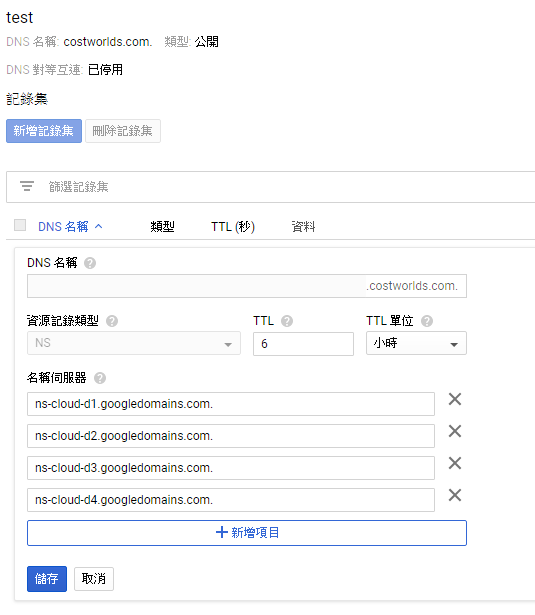 test
DNS 名稱: costworlds.com. 類型: 公開
DNS 對等互連: 已停用
記錄集
新增記錄集 刪除記錄集
篩選記錄集
DNS 名稱 類型 TTL (秒) 資料
DNS 名稱 ?
.costworlds.com.
資源記錄類型 ? TTL ? TTL 單位 ?
NS 6 小時
名稱伺服器 ?
ns-cloud-d1.googledomains.com.
ns-cloud-d2.googledomains.com.
ns-cloud-d3.googledomains.com.
ns-cloud-d4.googledomains.com.
+ 新增項目
儲存 取消